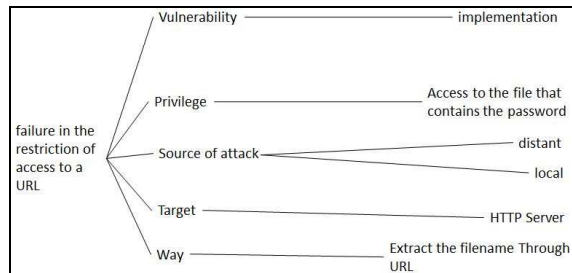 Vulnerability
implementation
Privilege
Access to the file that
contains the password
failure in the
restriction of
access to a
URL
Source of attack
distant
local
Target
HTTP Server
Way
Extract the filename Through
URL